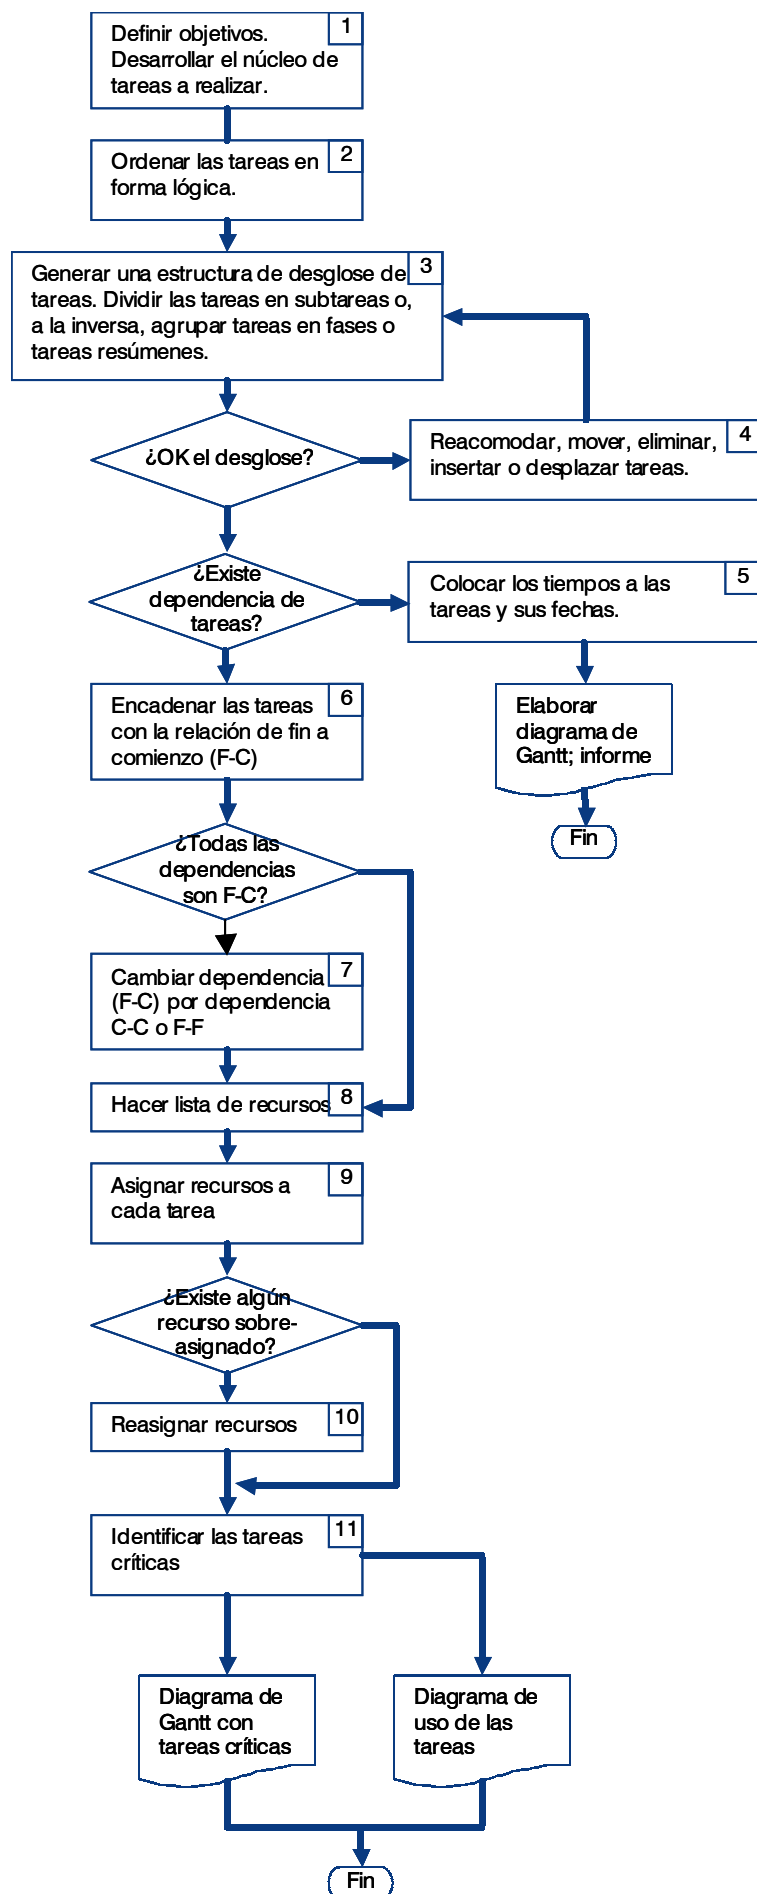 1
Definir objetivos.
Desarrollar el núcleo de
tareas a realizar.
2
Ordenar las tareas en
forma lógica.
3
Generar una estructura de desglose de
tareas. Dividir las tareas en subtareas o,
a la inversa, agrupar tareas en fases o
tareas resúmenes.
¿OK el desglose?
4
Reacomodar, mover, eliminar,
insertar o desplazar tareas.
¿Existe
dependencia de
tareas?
5
Colocar los tiempos a las
tareas y sus fechas.
6
Encadenar las tareas
con la relación de fin a
comienzo (F-C)
Elaborar
diagrama de
Gantt; informe
Fin
¿Todas las
dependencias
son F-C?
7
Cambiar dependencia
(F-C) por dependencia
C-C o F-F
8
Hacer lista de recursos
9
Asignar recursos a
cada tarea
¿Existe algún
recurso sobre-
asignado?
10
Reasignar recursos
11
Identificar las tareas
críticas
Diagrama de
Gantt con
tareas críticas
Diagrama de
uso de las
tareas
Fin